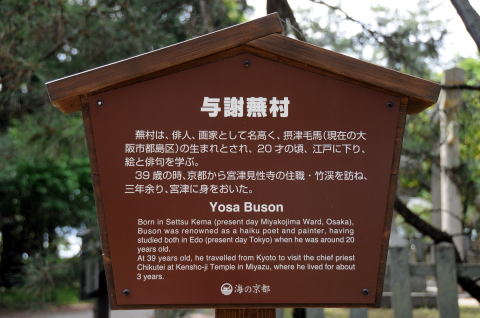 与謝蕪村
蕪村は、俳人、画家として名高く、摂津毛馬(現在の大
阪市都島区)の生まれとされ、20才の頃、江戸に下り、
絵と俳句を学ぶ。
39歳の時、京都から宮津見性寺の住職・竹渓を訪ね、
三年余り、宮津に身をおいた。
Yosa Buson
Born in Settsu Kema (present day Miyakojima Ward, Osaka),
Buson was renowned as a haiku poet and painter, having
studied both in Edo (present day Tokyo) when he was around 20
years old.
At 39 years old, he travelled from Kyoto to visit the chief priest
Chikutei at Kensho-ji Temple in Miyazu, where he lived for about
3 years.
海の京都